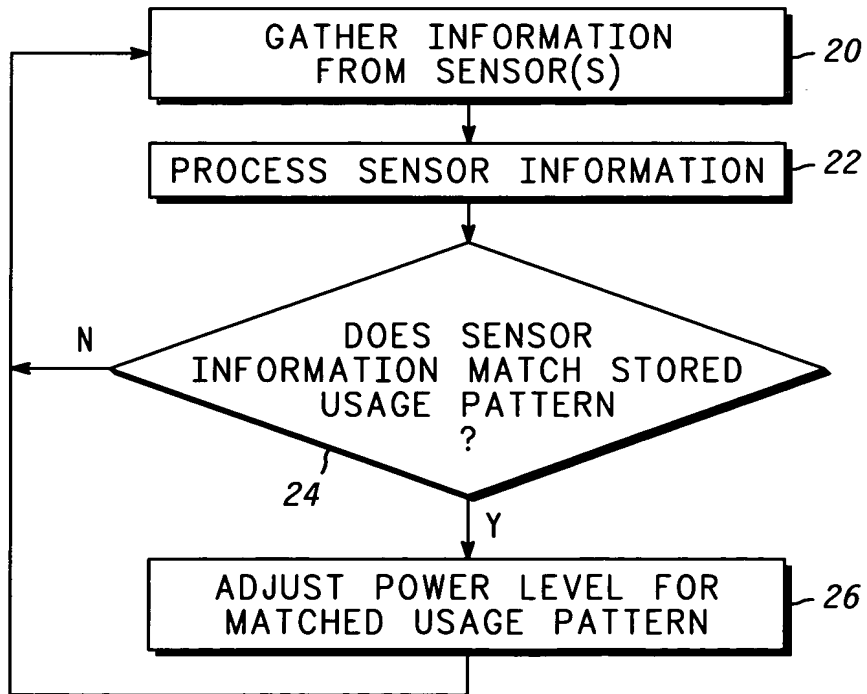 GATHER INFORMATION
FROM SENSOR(S)
20
PROCESS SENSOR INFORMATION
22
DOES SENSOR
INFORMATION MATCH STORED
USAGE PATTERN
?
N
24
Y
ADJUST POWER LEVEL FOR
MATCHED USAGE PATTERN
26